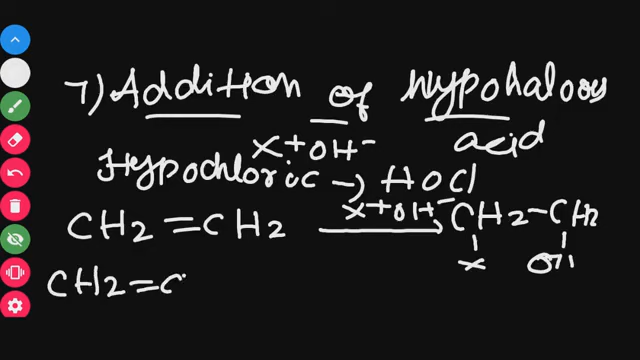 7) Addition of Hypohalous
acid
X+OH-
Hypochloric → HOCl
CH2=CH2 X+OH-→ CH2-CH2
X OH
CH2=C